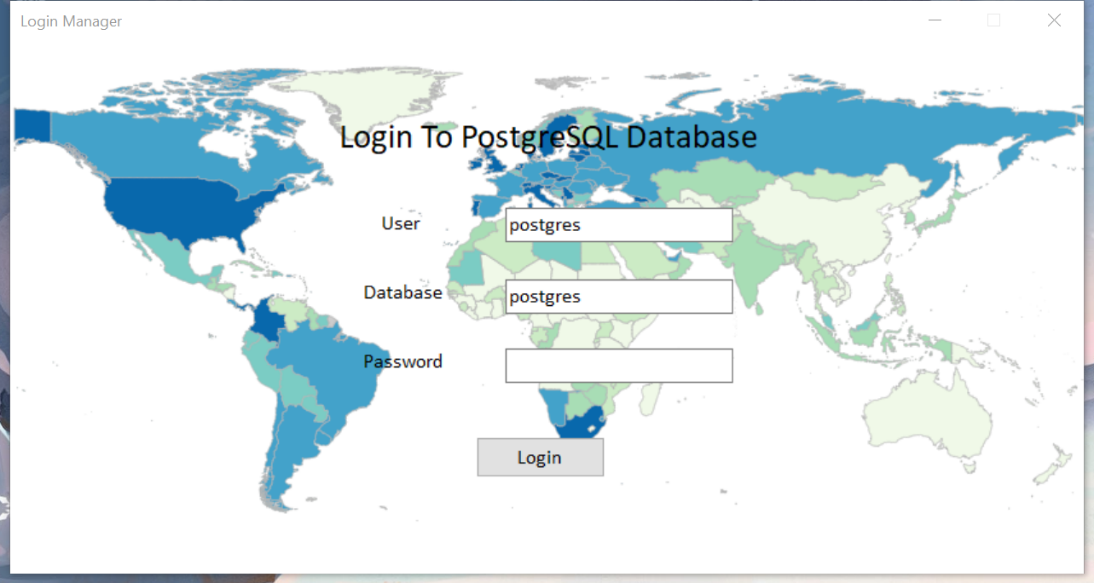 Login Manager
Login To PostgreSQL Database
User
postgres
Database
postgres
Password
Login